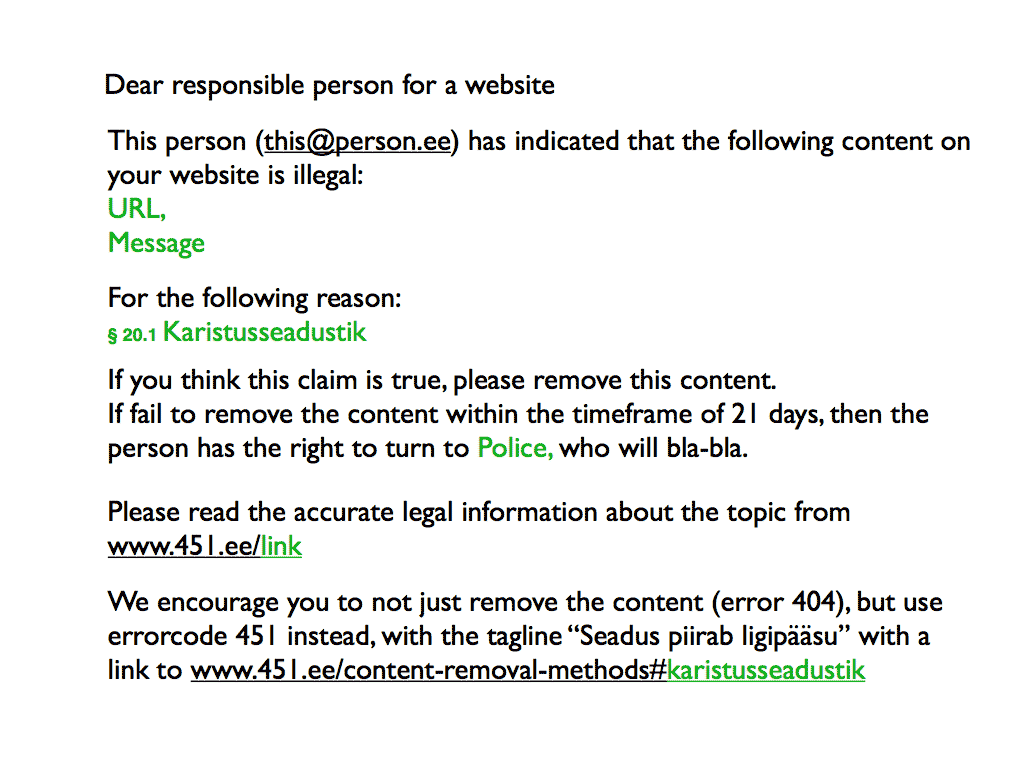 Dear responsible person for a website
This person (this@person.ee) has indicated that the following content on
your website is illegal:
URL,
Message
For the following reason:
§ 20.1 Karistusseadustik
If you think this claim is true, please remove this content.
If fail to remove the content within the timeframe of 21 days, then the
person has the right to turn to Police, who will bla-bla.
Please read the accurate legal information about the topic from
www.451.ee/link
We encourage you to not just remove the content (error 404), but use
errorcode 451 instead, with the tagline “Seadus piirab ligipääsu” with a
link to www.451.ee/content-removal-methods#karistusseadustik